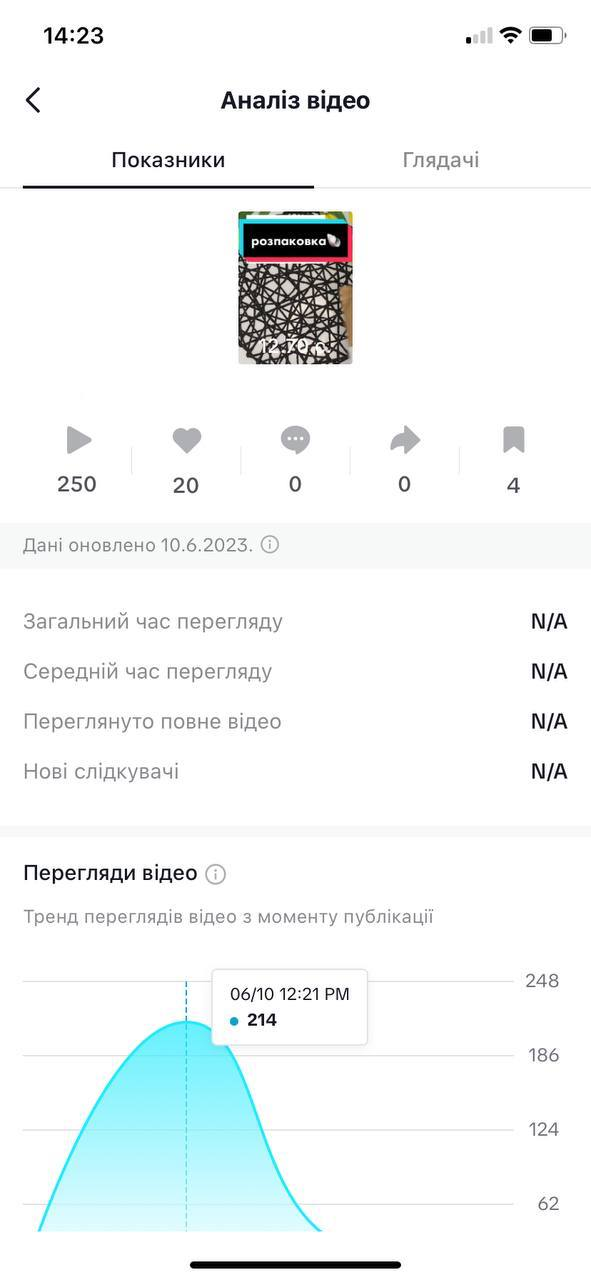 14:23
Аналіз відео
Показники
Глядачі
розпаковка
250
20
0
0
4
Дані оновлено 10.6.2023.
Загальний час перегляду
N/A
Середній час перегляду
N/A
Переглянуто повне відео
N/A
Нові слідкувачі
N/A
Перегляди відео
Тренд переглядів відео з моменту публікації
248
06/10 12:21 PM
214
186
124
62